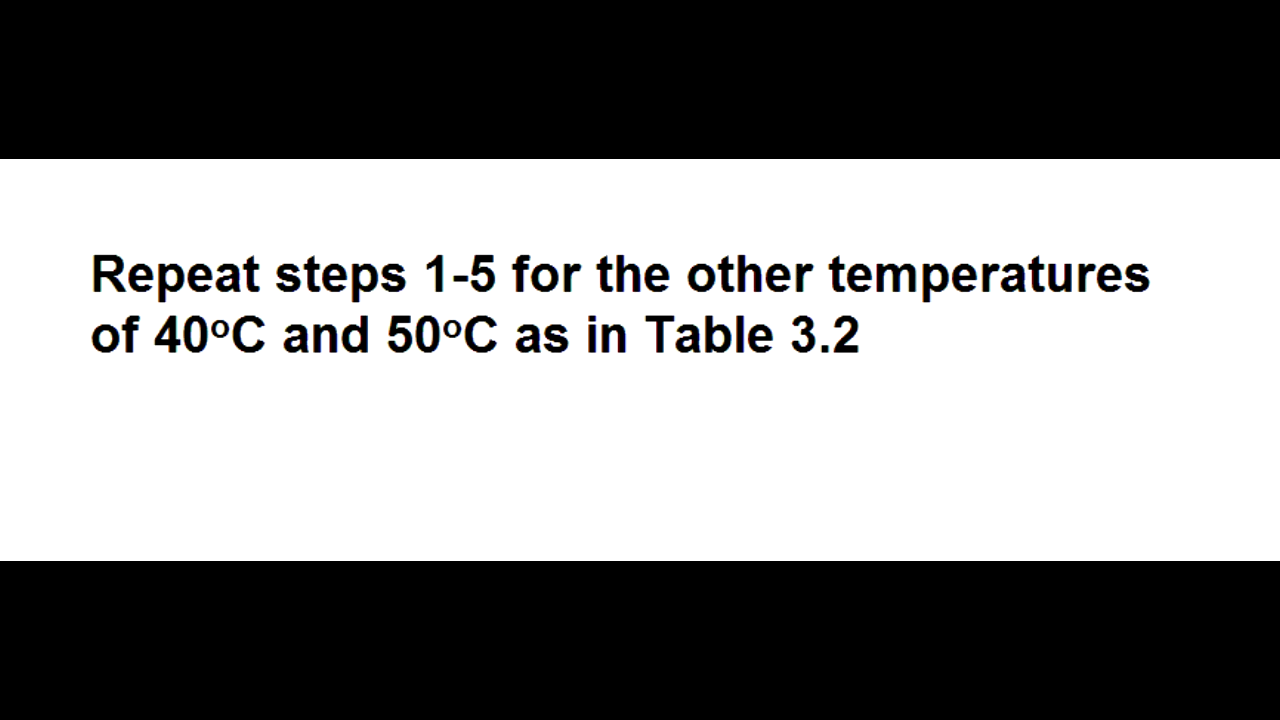 Repeat steps 1-5 for the other temperatures
of 40ºC and 50ºC as in Table 3.2